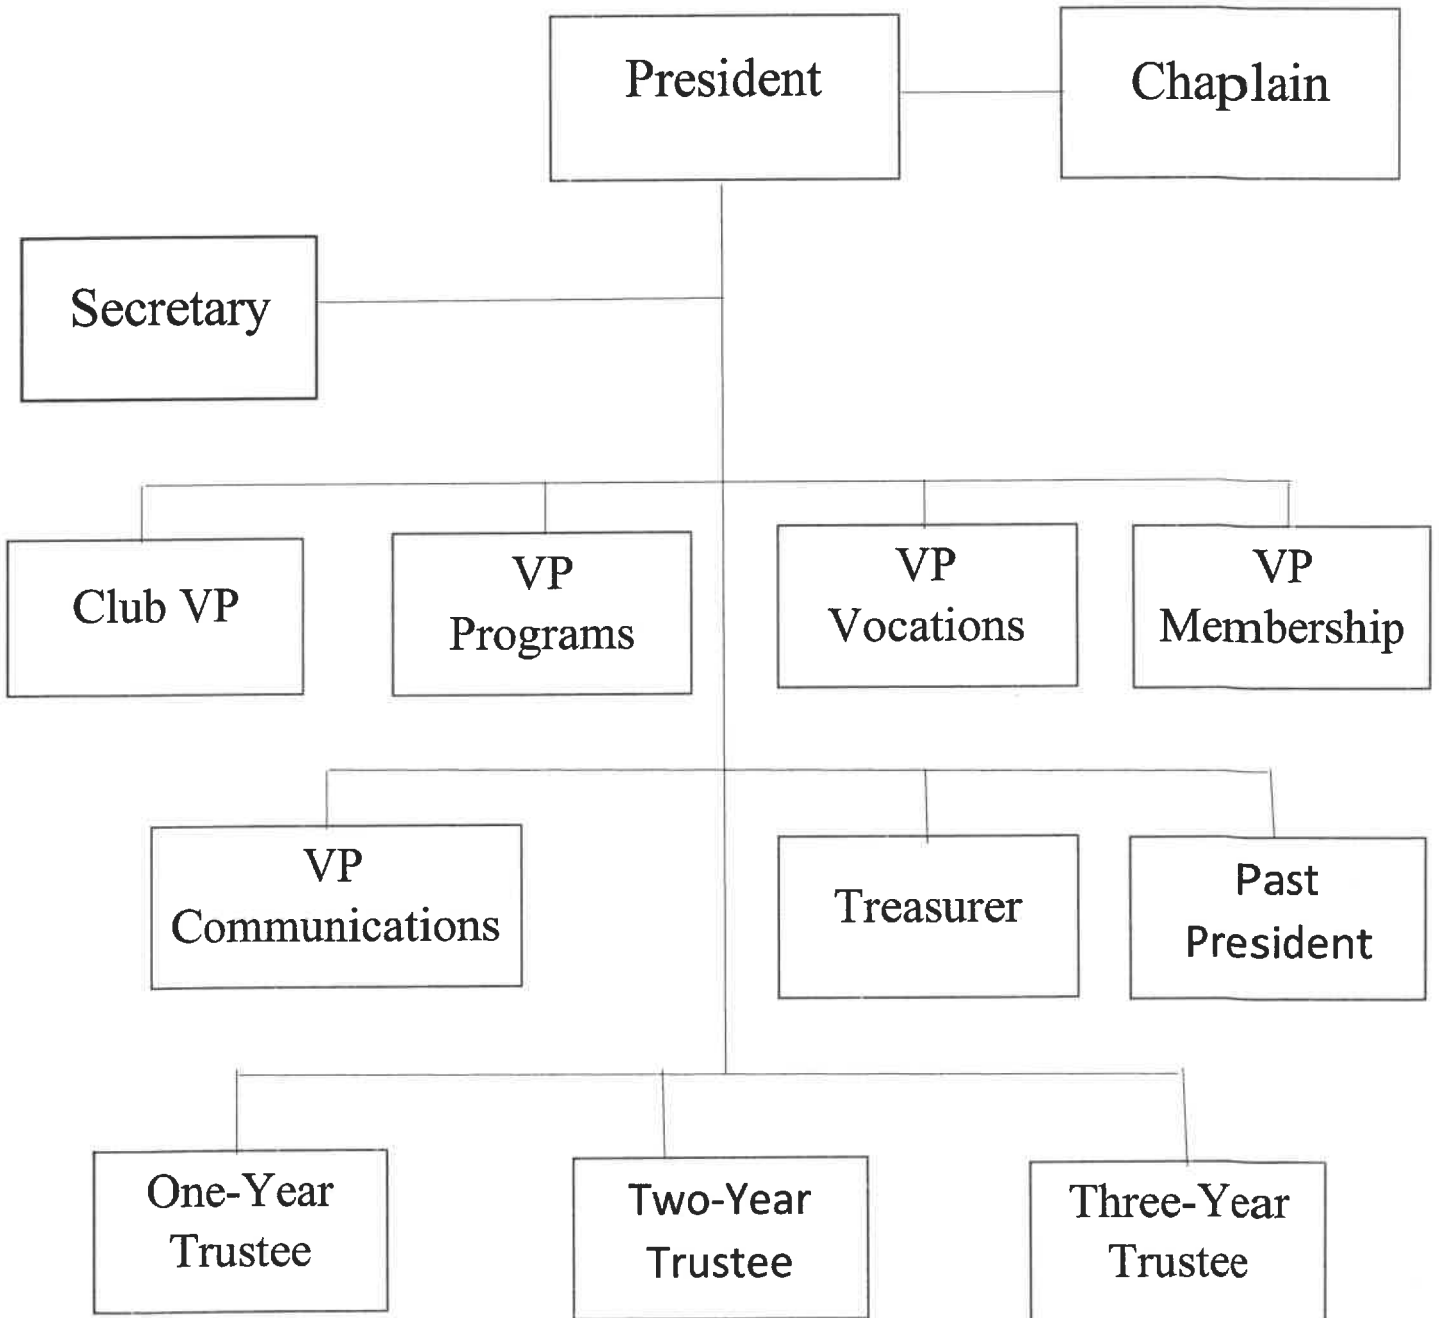 President
Chaplain
Secretary
Club VP
VP
Programs
VP
Vocations
VP
Membership
VP
Communications
Treasurer
Past
President
One-Year
Trustee
Two-Year
Trustee
Three-Year
Trustee